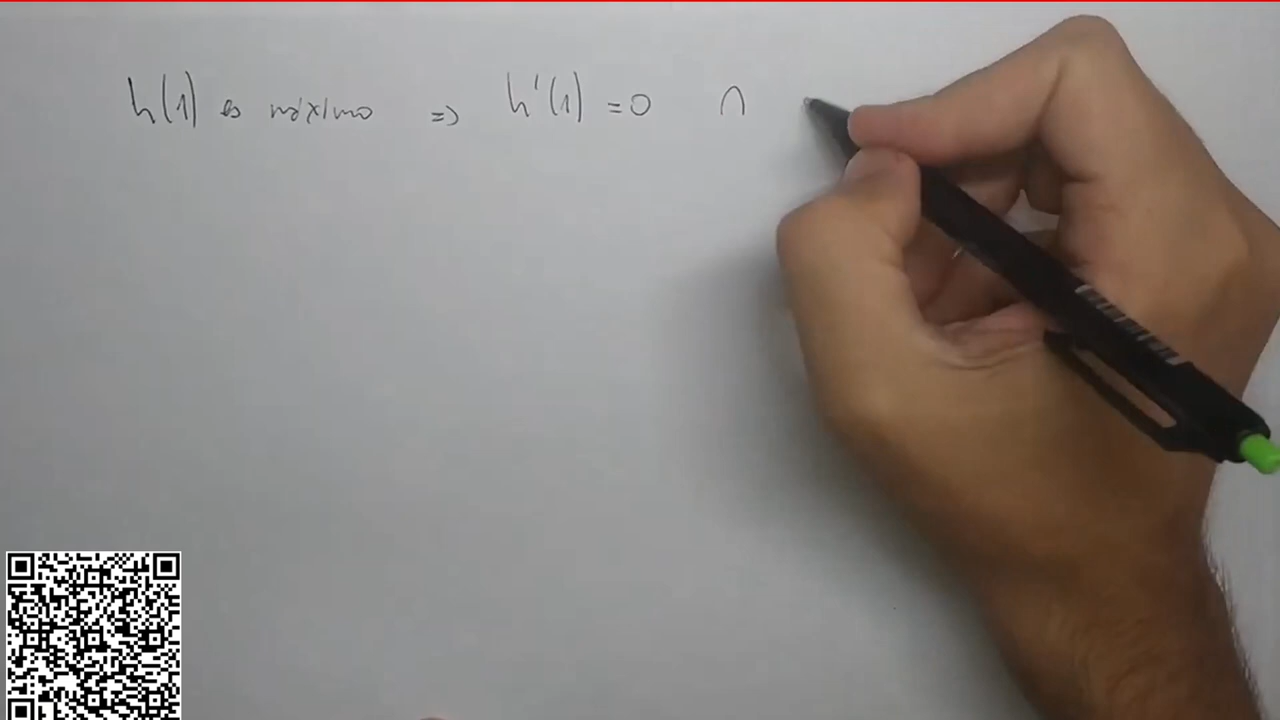 h(1) es máximo => h'(1) = 0 ∩